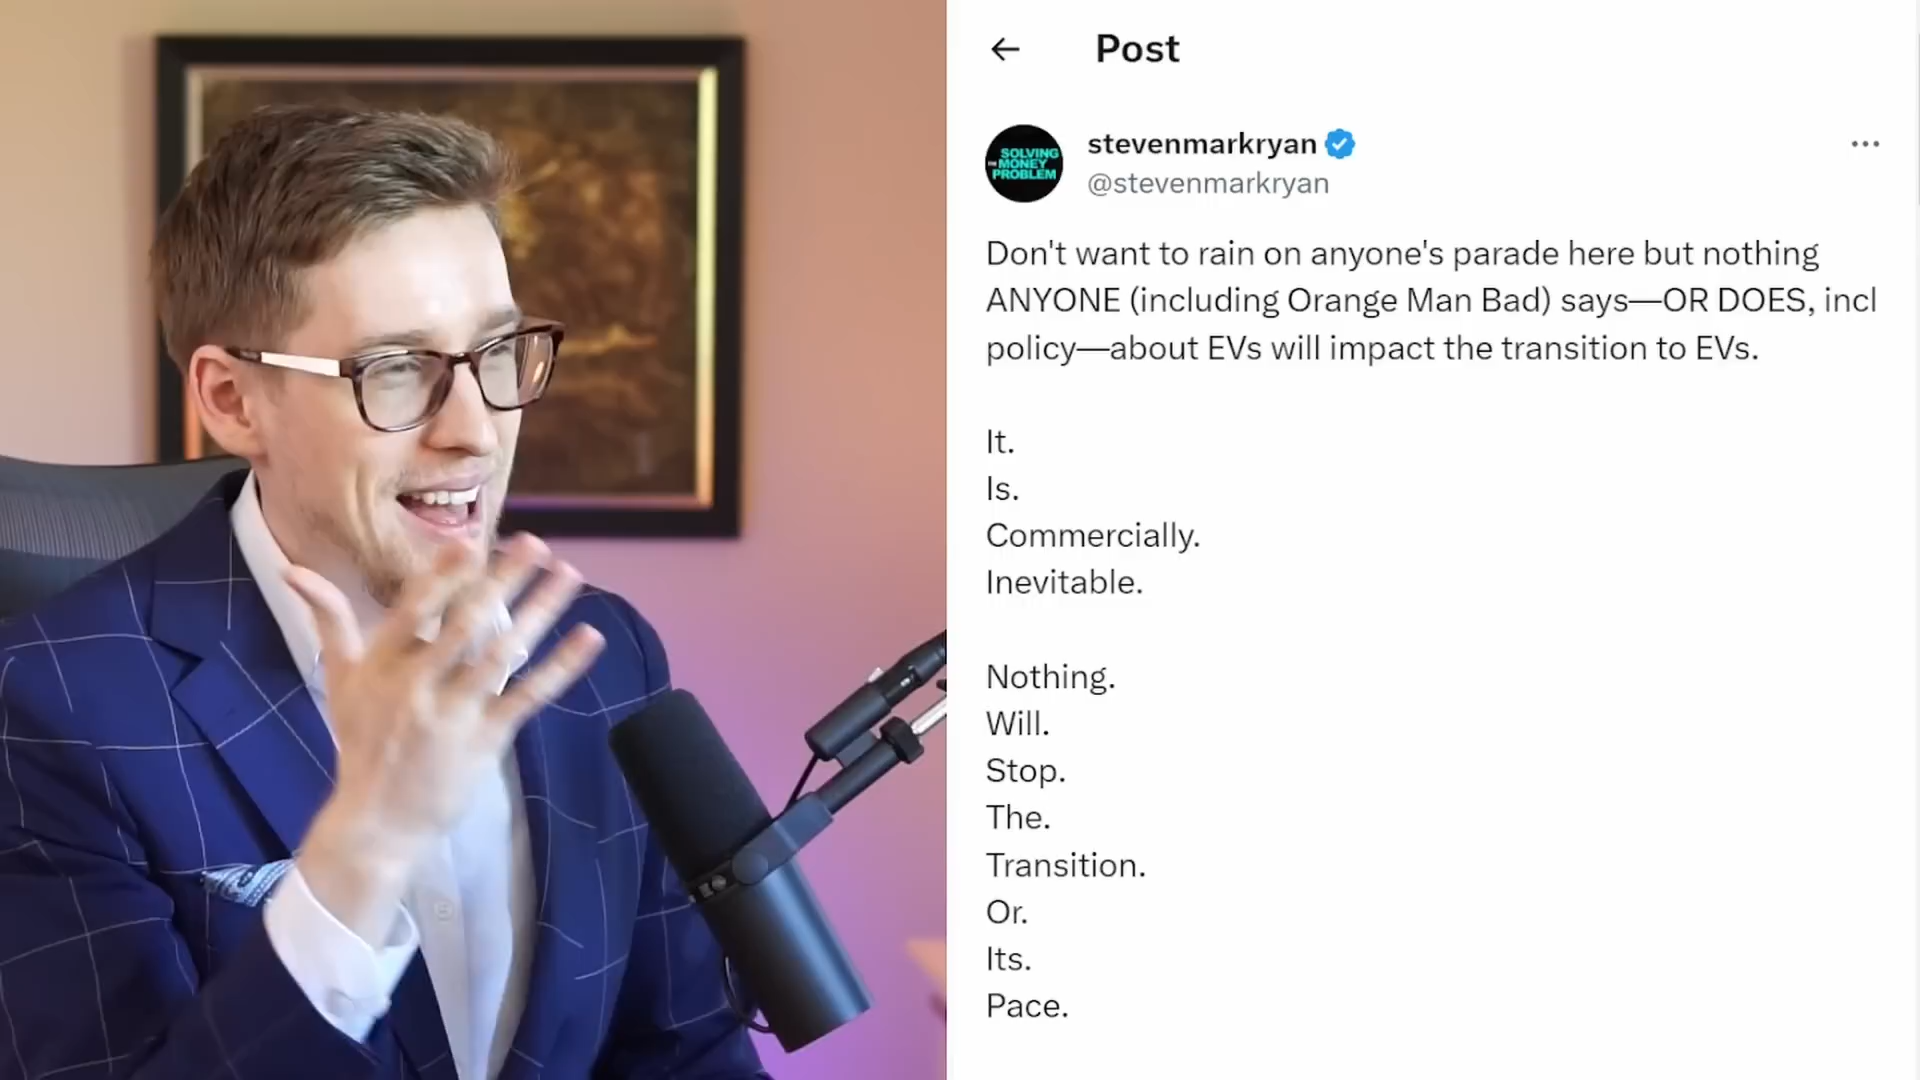 Post
SOLVING
THE MONEY
PROBLEM
stevenmarkryan
@stevenmarkryan
Don't want to rain on anyone's parade here but nothing
ANYONE (including Orange Man Bad) says—OR DOES, incl
policy—about EVs will impact the transition to EVs.
It.
Is.
Commercially.
Inevitable.
Nothing.
Will.
Stop.
The.
Transition.
Or.
Its.
Pace.